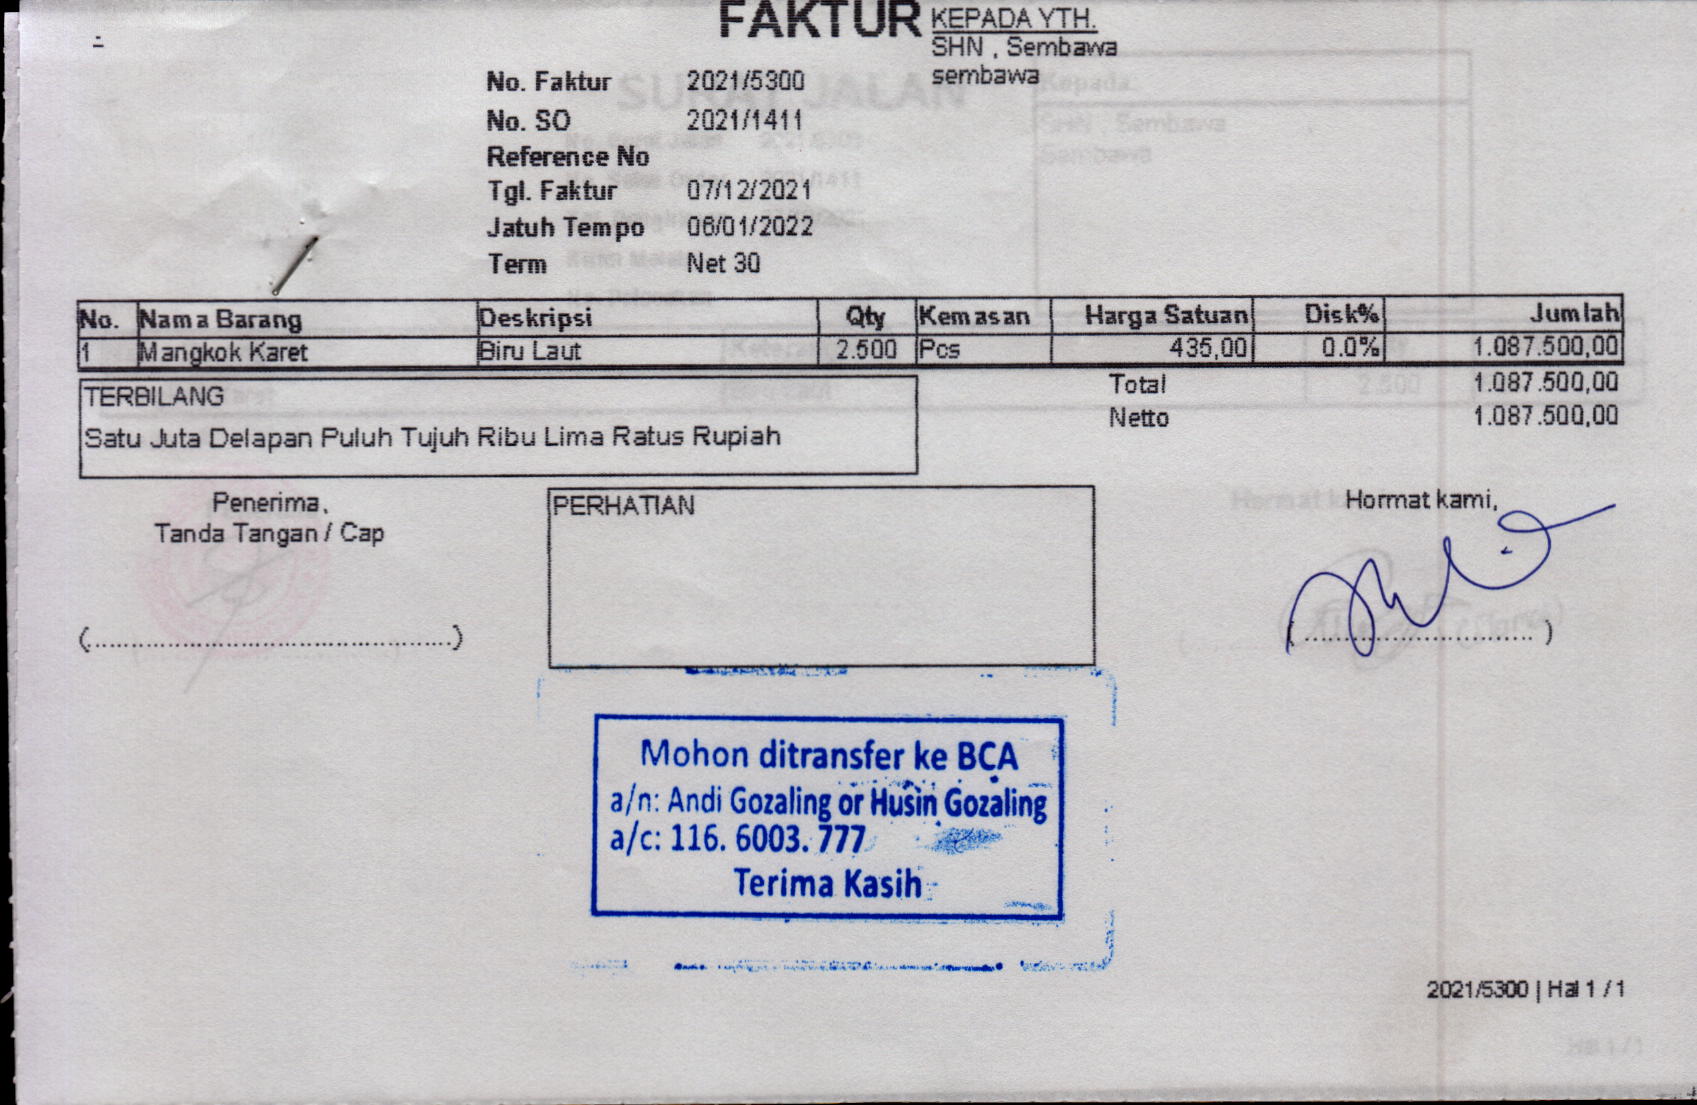 FAKTUR
KEPADA YTH.
SHN , Sembawa
sembawa
No. Faktur 2021/5300
No. SO 2021/1411
Reference No
Tgl. Faktur 07/12/2021
Jatuh Tempo 06/01/2022
Term Net 30
No. Nama Barang Deskripsi Qty Kemasan Harga Satuan Disk% Jumlah
1 Mangkok Karet Biru Laut 2.500 Pcs 435,00 0.0% 1.087.500,00
Total 1.087.500,00
Netto 1.087.500,00
TERBILANG
Satu Juta Delapan Puluh Tujuh Ribu Lima Ratus Rupiah
Penerima,
Tanda Tangan / Cap
PERHATIAN
Hormat kami,
(................................................)
(................................)
Mohon ditransfer ke BCA
a/n: Andi Gozaling or Husin Gozaling
a/c: 116. 6003. 777
Terima Kasih
2021/5300 | Hal 1 / 1